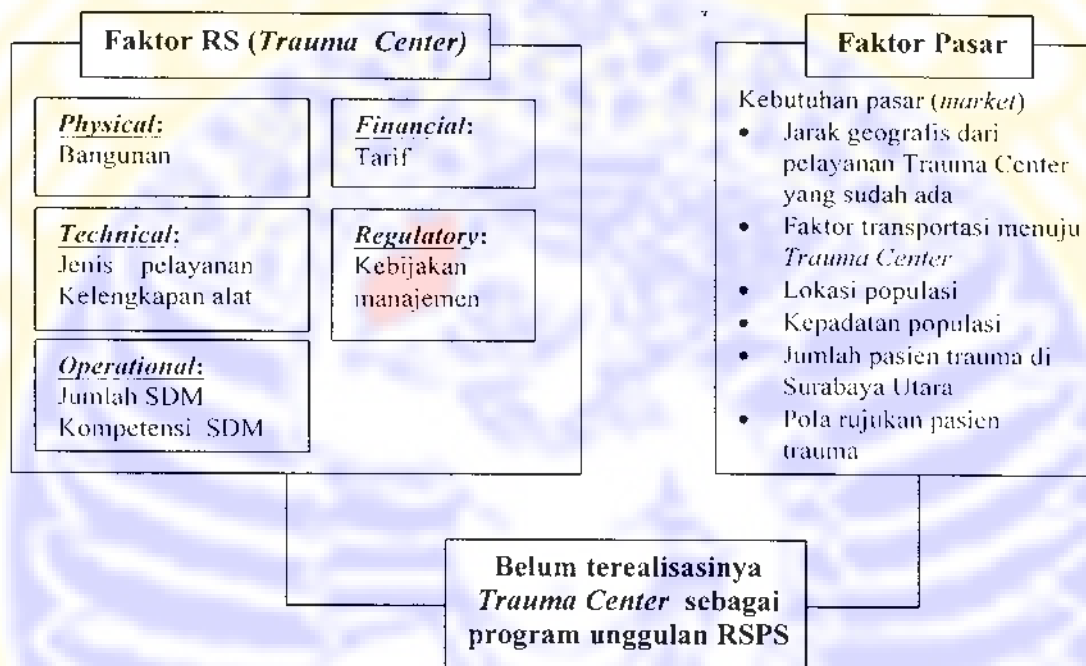 Faktor RS (Trauma Center)
Physical:
Bangunan
Financial:
Tarif
Technical:
Jenis pelayanan
Kelengkapan alat
Regulatory:
Kebijakan
manajemen
Operational:
Jumlah SDM
Kompetensi SDM
Faktor Pasar
Kebutuhan pasar (market)
• Jarak geografis dari
pelayanan Trauma Center
yang sudah ada
• Faktor transportasi menuju
Trauma Center
• Lokasi populasi
• Kepadatan populasi
• Jumlah pasien trauma di
Surabaya Utara
• Pola rujukan pasien
trauma
Belum terealisasinya
Trauma Center sebagai
program unggulan RSPS